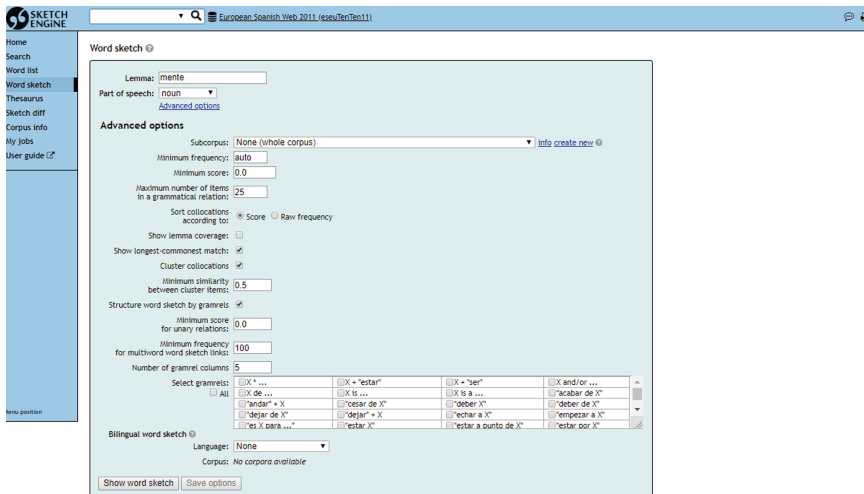 SKETCH
ENGINE
European Spanish Web 2011 (eseuTenTen11)
Home
Search
Word list
Word sketch
Thesaurus
Sketch diff
Corpus info
My jobs
User guide
Menu position
Word sketch
Lemma: mente
Part of speech: noun
Advanced options
Advanced options
Subcorpus: None (whole corpus) info create new
Minimum frequency: auto
Minimum score: 0.0
Maximum number of items
in a grammatical relation: 25
Sort collocations
according to: Score Raw frequency
Show lemma coverage:
Show longest-commonest match:
Cluster collocations
Minimum similarity
between cluster items: 0.5
Structure word sketch by gramrels
Minimum score
for unary relations: 0.0
Minimum frequency
for multiword word sketch links: 100
Number of gramrel columns 5
Select gramrels:
All
X * ... X + "estar" X + "ser" X and/or ...
X de ... X is ... X is a ... "acabar de X"
"andar" + X "cesar de X" "deber X" "deber de X"
"dejar de X" "dejar" + X "echar a X" "empezar a X"
"es X para ..." "estar X" "estar a punto de X" "estar por X"
Bilingual word sketch
Language: None
Corpus: No corpora available
Show word sketch Save options